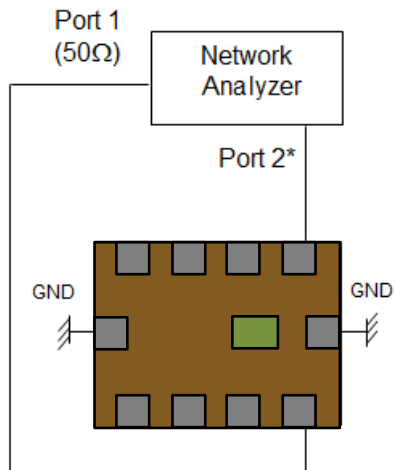 Port 1
(50Ω)
Network
Analyzer
Port 2*
GND
GND